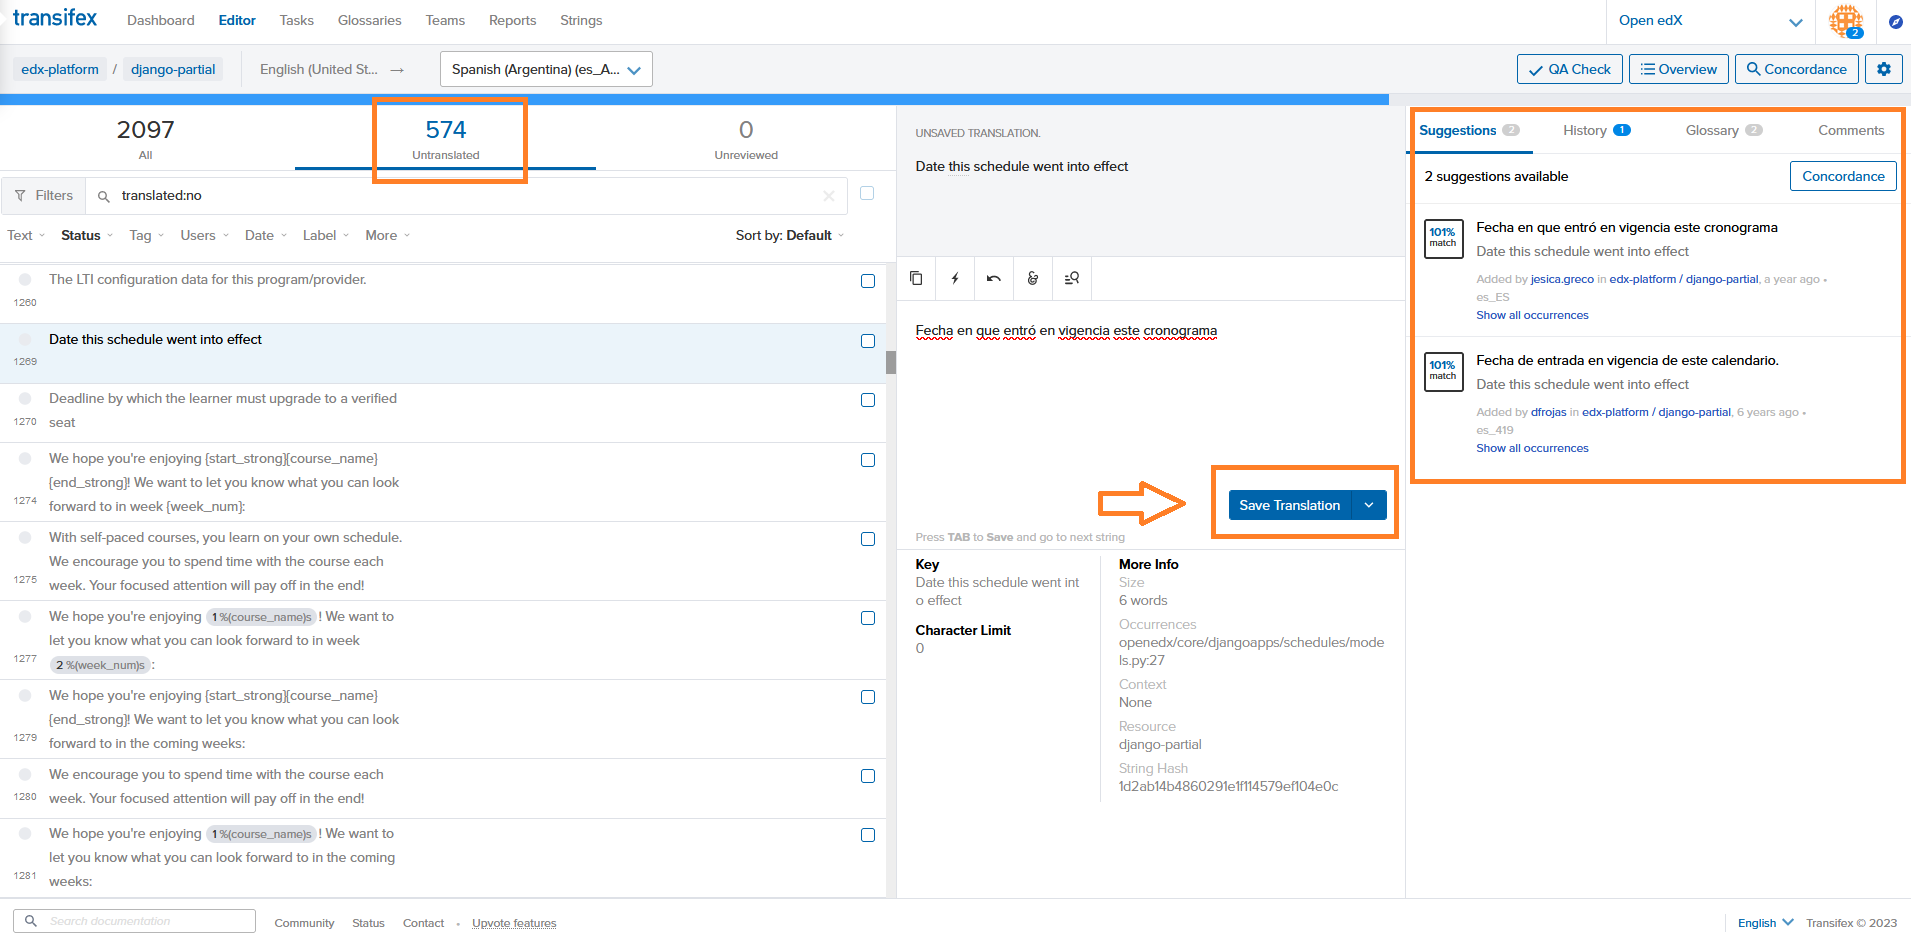 transifex Dashboard Editor Tasks Glossaries Teams Reports Strings Open edX 2
edx-platform / django-partial English (United St... → Spanish (Argentina) (es_A... QA Check Overview Concordance
2097
All
574
Untranslated
0
Unreviewed
Filters translated:no
Text Status Tag Users Date Label More Sort by: Default
The LTI configuration data for this program/provider.
1260
Date this schedule went into effect
1269
Deadline by which the learner must upgrade to a verified
1270 seat
We hope you're enjoying {start_strong}{course_name}
{end_strong}! We want to let you know what you can look
1274 forward to in week {week_num}:
With self-paced courses, you learn on your own schedule.
We encourage you to spend time with the course each
1275 week. Your focused attention will pay off in the end!
We hope you're enjoying 1 %(course_name)s ! We want to
let you know what you can look forward to in week
1277 2 %(week_num)s :
We hope you're enjoying {start_strong}{course_name}
{end_strong}! We want to let you know what you can look
1279 forward to in the coming weeks:
We encourage you to spend time with the course each
1280 week. Your focused attention will pay off in the end!
We hope you're enjoying 1 %(course_name)s ! We want to
let you know what you can look forward to in the coming
1281 weeks:
UNSAVED TRANSLATION.
Date this schedule went into effect
Fecha en que entró en vigencia este cronograma
Save Translation
Press TAB to Save and go to next string
Key
Date this schedule went int
o effect
Character Limit
0
More Info
Size
6 words
Occurrences
openedx/core/djangoapps/schedules/mode
ls.py:27
Context
None
Resource
django-partial
String Hash
1d2ab14b4860291e1f114579ef104e0c
Suggestions 2 History 1 Glossary 2 Comments
2 suggestions available Concordance
101% match
Fecha en que entró en vigencia este cronograma
Date this schedule went into effect
Added by jesica.greco in edx-platform / django-partial, a year ago •
es_ES
Show all occurrences
101% match
Fecha de entrada en vigencia de este calendario.
Date this schedule went into effect
Added by dfrojas in edx-platform / django-partial, 6 years ago •
es_419
Show all occurrences
Search documentation Community Status Contact • Upvote features English Transifex © 2023